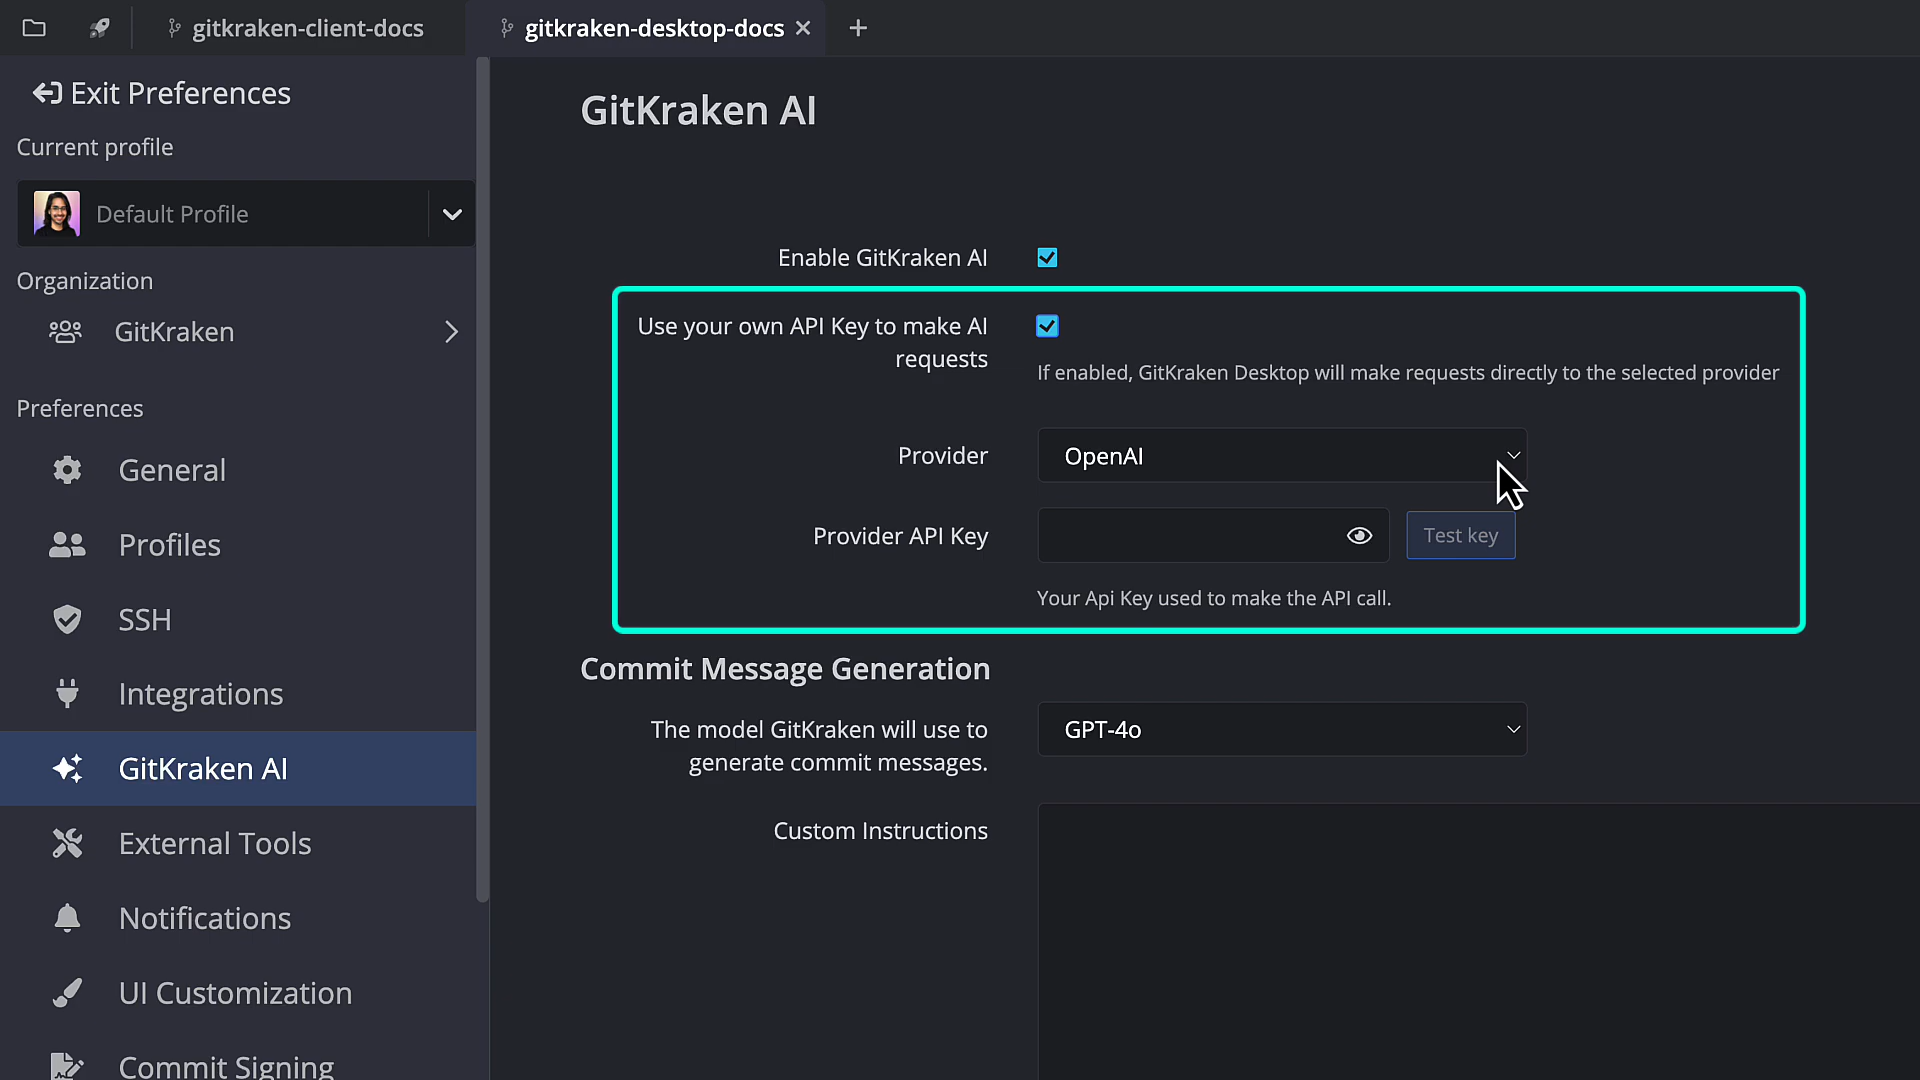 gitkraken-client-docs
gitkraken-desktop-docs
Exit Preferences
Current profile
Default Profile
Organization
GitKraken
Preferences
General
Profiles
SSH
Integrations
GitKraken AI
External Tools
Notifications
UI Customization
Commit Signing
GitKraken AI
Enable GitKraken AI
Use your own API Key to make AI
requests
If enabled, GitKraken Desktop will make requests directly to the selected provider
Provider
OpenAI
Provider API Key
Test key
Your Api Key used to make the API call.
Commit Message Generation
The model GitKraken will use to
generate commit messages.
GPT-4o
Custom Instructions